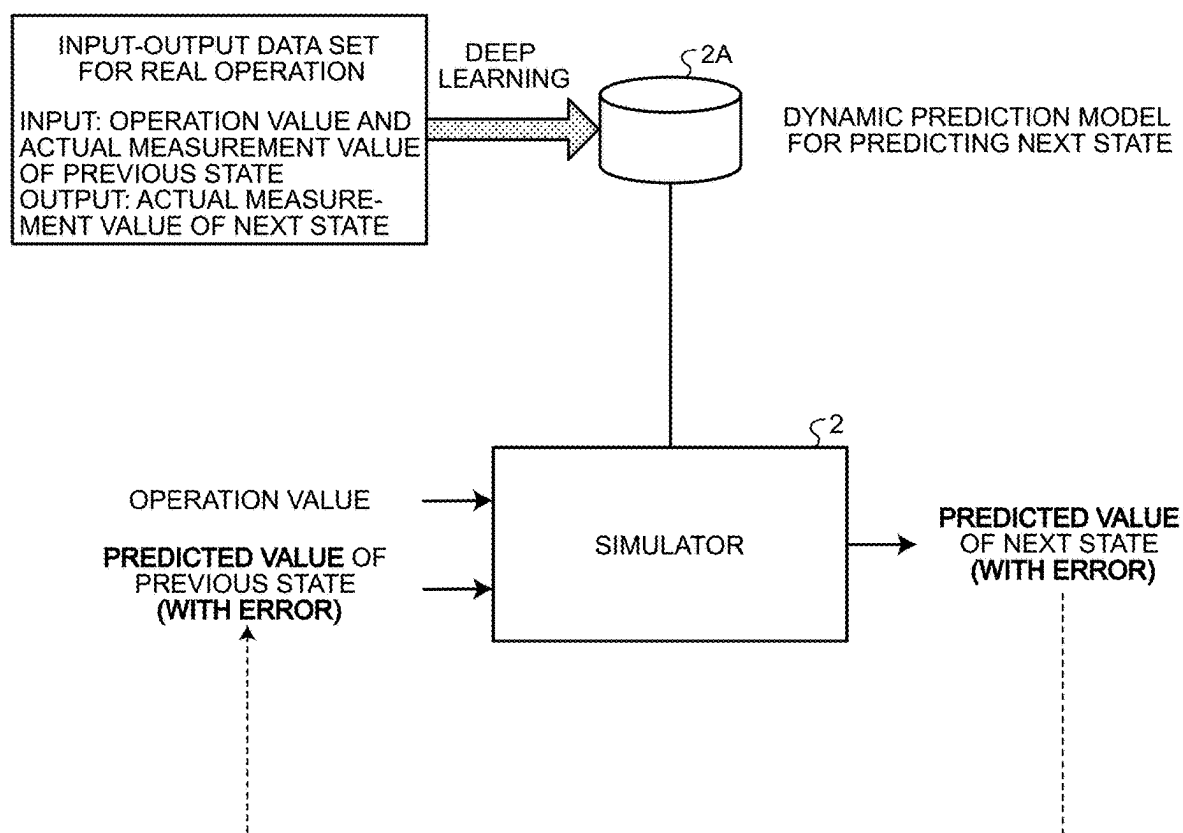 INPUT-OUTPUT DATA SET
FOR REAL OPERATION
INPUT: OPERATION VALUE AND
ACTUAL MEASUREMENT VALUE
OF PREVIOUS STATE
OUTPUT: ACTUAL MEASURE-
MENT VALUE OF NEXT STATE
DEEP
LEARNING
2A
DYNAMIC PREDICTION MODEL
FOR PREDICTING NEXT STATE
2
OPERATION VALUE
PREDICTED VALUE OF
PREVIOUS STATE
(WITH ERROR)
SIMULATOR
PREDICTED VALUE
OF NEXT STATE
(WITH ERROR)